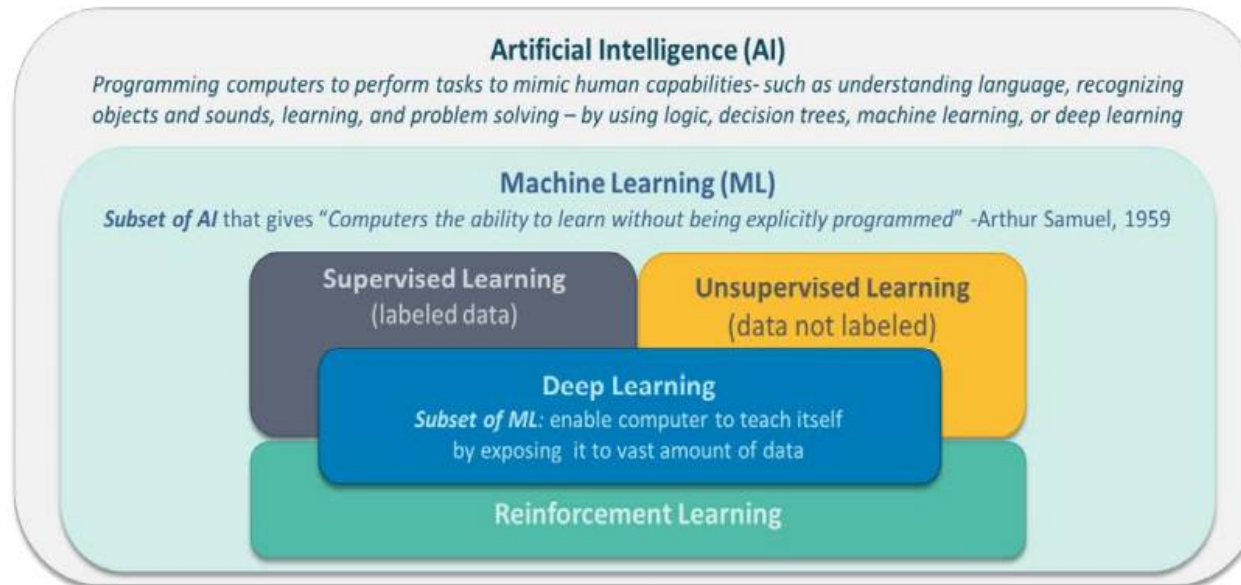 Artificial Intelligence (AI)
Programming computers to perform tasks to mimic human capabilities- such as understanding language, recognizing
objects and sounds, learning, and problem solving – by using logic, decision trees, machine learning, or deep learning
Machine Learning (ML)
Subset of AI that gives “Computers the ability to learn without being explicitly programmed” -Arthur Samuel, 1959
Supervised Learning
(labeled data)
Unsupervised Learning
(data not labeled)
Deep Learning
Subset of ML: enable computer to teach itself
by exposing it to vast amount of data
Reinforcement Learning